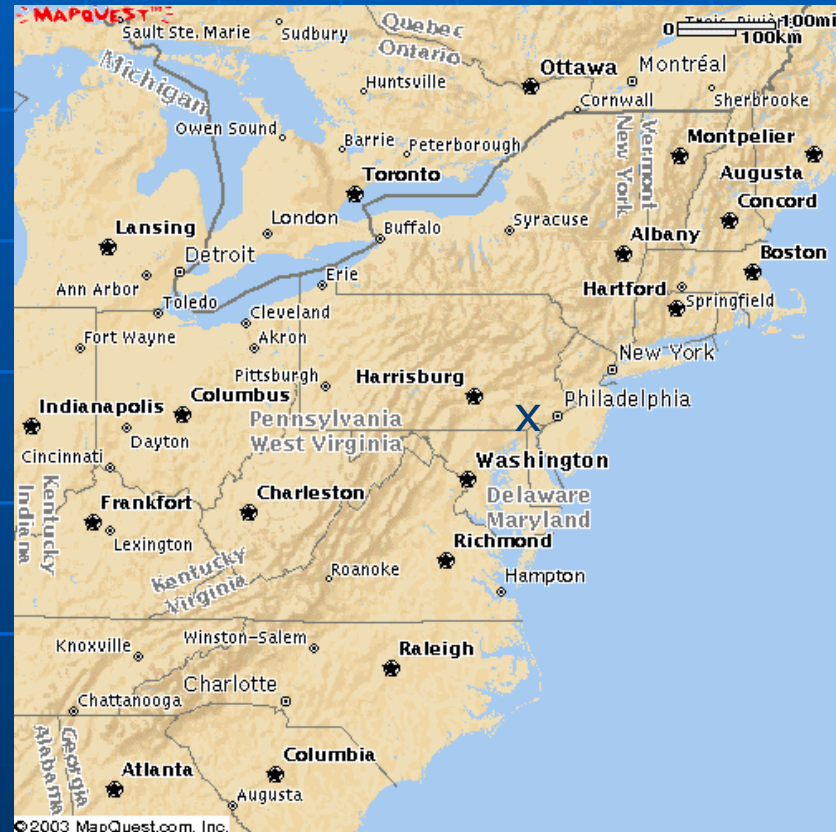 MAPQUEST
Sault Ste. Marie
Sudbury
Quebec
Ontario
Trois-Rivièr
0 100mi
100km
Michigan
Huntsville
Ottawa
Montréal
Cornwall
Sherbrooke
Owen Sound
Barrie
Peterborough
New York
Vermont
Montpelier
Augusta
Toronto
Concord
Lansing
London
Buffalo
Syracuse
Albany
Boston
Detroit
Ann Arbor
Erie
Hartford
Springfield
Toledo
Cleveland
Fort Wayne
Akron
New York
Pittsburgh
Harrisburg
Columbus
X
Philadelphia
Indianapolis
Pennsylvania
West Virginia
Dayton
Cincinnati
Washington
Kentucky
Indiana
Frankfort
Charleston
Delaware
Maryland
Lexington
Richmond
Kentucky
Virginia
Roanoke
Hampton
Knoxville
Winston-Salem
Raleigh
Chattanooga
Charlotte
Georgia
Alabama
Atlanta
Columbia
Augusta
©2003 MapQuest.com, Inc.